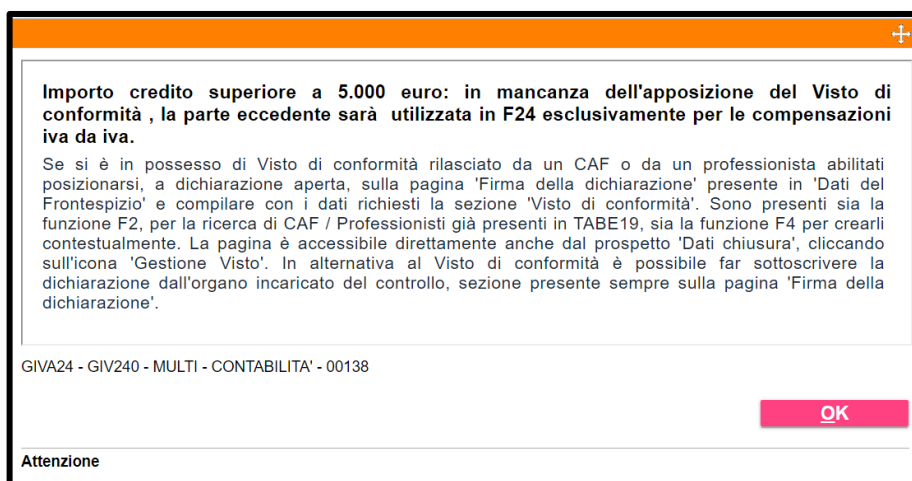 Importo credito superiore a 5.000 euro: in mancanza dell'apposizione del Visto di
conformità , la parte eccedente sarà utilizzata in F24 esclusivamente per le compensazioni
iva da iva.
Se si è in possesso di Visto di conformità rilasciato da un CAF o da un professionista abilitati
posizionarsi, a dichiarazione aperta, sulla pagina 'Firma della dichiarazione' presente in 'Dati del
Frontespizio' e compilare con i dati richiesti la sezione 'Visto di conformità'. Sono presenti sia la
funzione F2, per la ricerca di CAF / Professionisti già presenti in TABE19, sia la funzione F4 per crearli
contestualmente. La pagina è accessibile direttamente anche dal prospetto 'Dati chiusura', cliccando
sull'icona 'Gestione Visto'. In alternativa al Visto di conformità è possibile far sottoscrivere la
dichiarazione dall'organo incaricato del controllo, sezione presente sempre sulla pagina 'Firma della
dichiarazione'.
GIVA24 - GIV240 - MULTI - CONTABILITA' - 00138
OK
Attenzione